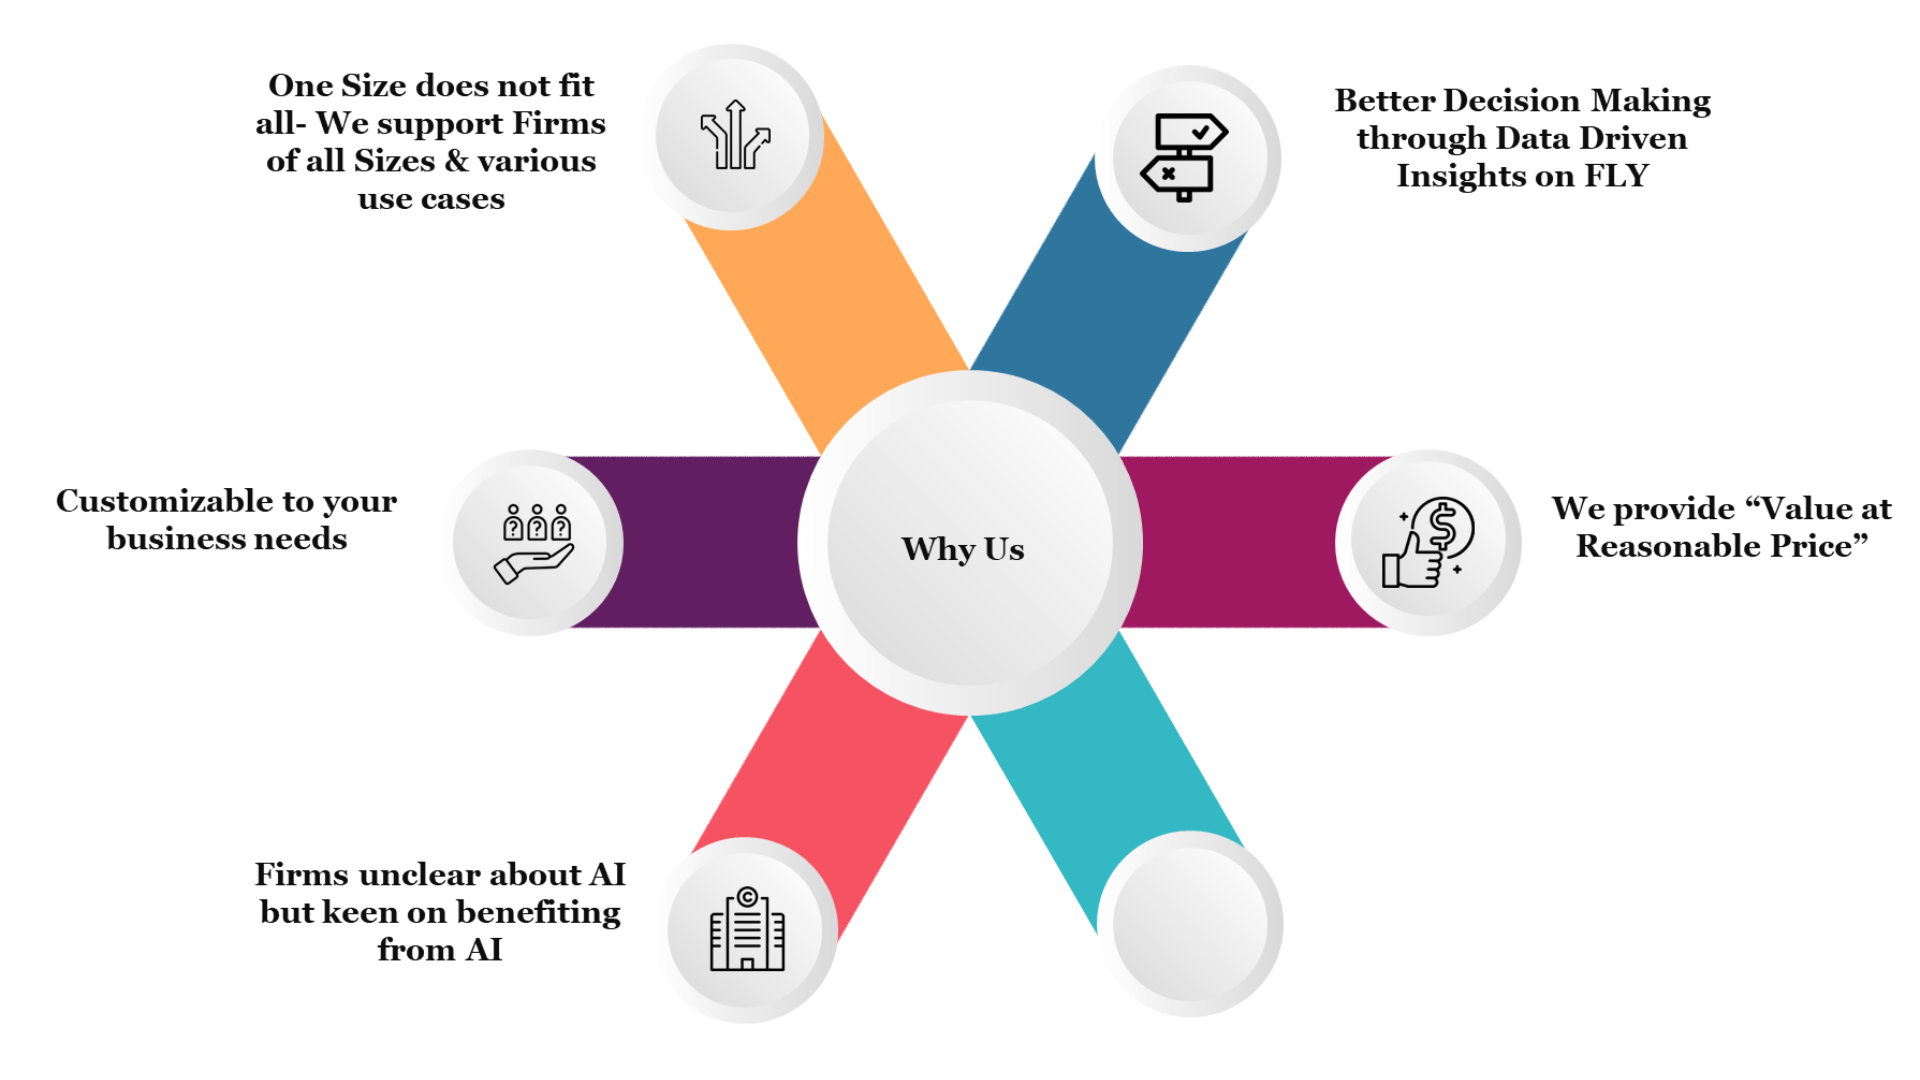 One Size does not fit
all- We support Firms
of all Sizes & various
use cases
Better Decision Making
through Data Driven
Insights on FLY
Customizable to your
business needs
Why Us
We provide “Value at
Reasonable Price”
Firms unclear about AI
but keen on benefiting
from AI